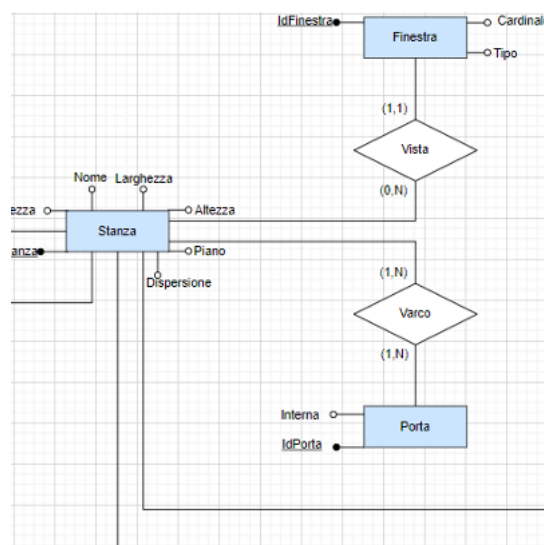 IdFinestra
Finestra
Cardinale
Tipo
(1,1)
Vista
(0,N)
Nome
Larghezza
ezza
Altezza
Stanza
anza
Piano
Dispersione
(1,N)
Varco
(1,N)
Interna
Porta
IdPorta